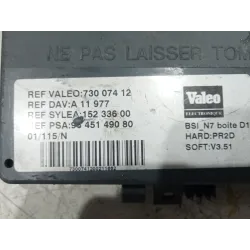 NE PAS LAISSER TOM
REF VALEO:730 074 12
REF DAV:A 11 977
REF SYLEA: 152 336 00
REF PSA:96 451 490 80
01/115/N
Valeo
ELECTRONIQUE
BSI_N7 boite D1
HARD:PR2D
SOFT:V3.51